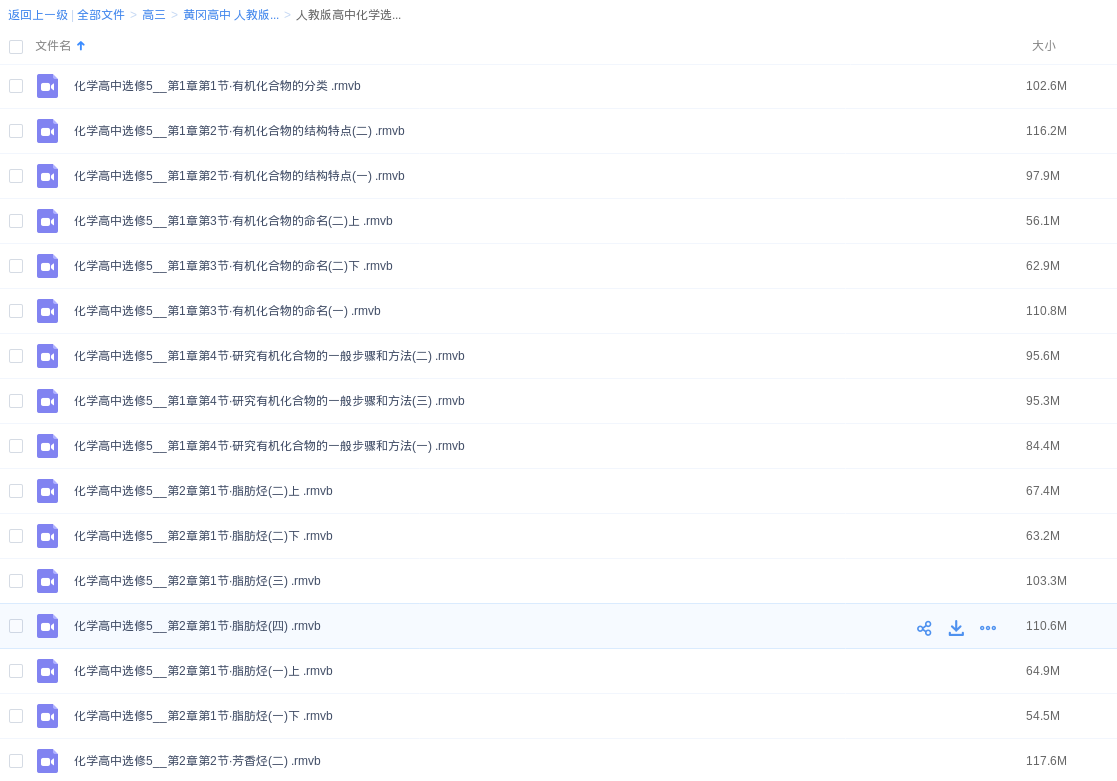 返回上一级 | 全部文件 > 高三 > 黄冈高中 人教版... > 人教版高中化学选...
文件名 大小
化学高中选修5__第1章第1节·有机化合物的分类 .rmvb 102.6M
化学高中选修5__第1章第2节·有机化合物的结构特点(二) .rmvb 116.2M
化学高中选修5__第1章第2节·有机化合物的结构特点(一) .rmvb 97.9M
化学高中选修5__第1章第3节·有机化合物的命名(二)上 .rmvb 56.1M
化学高中选修5__第1章第3节·有机化合物的命名(二)下 .rmvb 62.9M
化学高中选修5__第1章第3节·有机化合物的命名(一) .rmvb 110.8M
化学高中选修5__第1章第4节·研究有机化合物的一般步骤和方法(二) .rmvb 95.6M
化学高中选修5__第1章第4节·研究有机化合物的一般步骤和方法(三) .rmvb 95.3M
化学高中选修5__第1章第4节·研究有机化合物的一般步骤和方法(一) .rmvb 84.4M
化学高中选修5__第2章第1节·脂肪烃(二)上 .rmvb 67.4M
化学高中选修5__第2章第1节·脂肪烃(二)下 .rmvb 63.2M
化学高中选修5__第2章第1节·脂肪烃(三) .rmvb 103.3M
化学高中选修5__第2章第1节·脂肪烃(四) .rmvb 110.6M
化学高中选修5__第2章第1节·脂肪烃(一)上 .rmvb 64.9M
化学高中选修5__第2章第1节·脂肪烃(一)下 .rmvb 54.5M
化学高中选修5__第2章第2节·芳香烃(二) .rmvb 117.6M